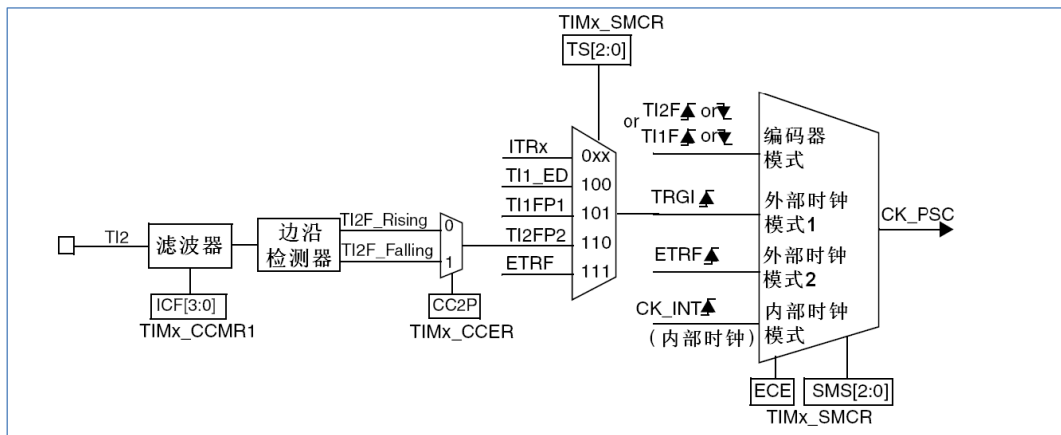 TIMx_SMCR
TS[2:0]
TI2F or
or TI1F or
编码器
模式
ITRx
0xx
TI1_ED
100
TI1FP1
101
TRGI
外部时钟
模式1
CK_PSC
TI2
滤波器
边沿
检测器
TI2F_Rising
0
TI2F_Falling
1
TI2FP2
110
ETRF
111
ETRF
外部时钟
模式2
ICF[3:0]
TIMx_CCMR1
CC2P
TIMx_CCER
CK_INT
(内部时钟)
内部时钟
模式
ECE
SMS[2:0]
TIMx_SMCR